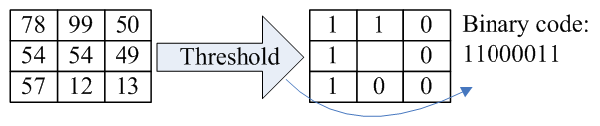 78 99 50 1 1 0 Binary code:
54 54 49 Threshold 1 0 11000011
57 12 13 1 0 0